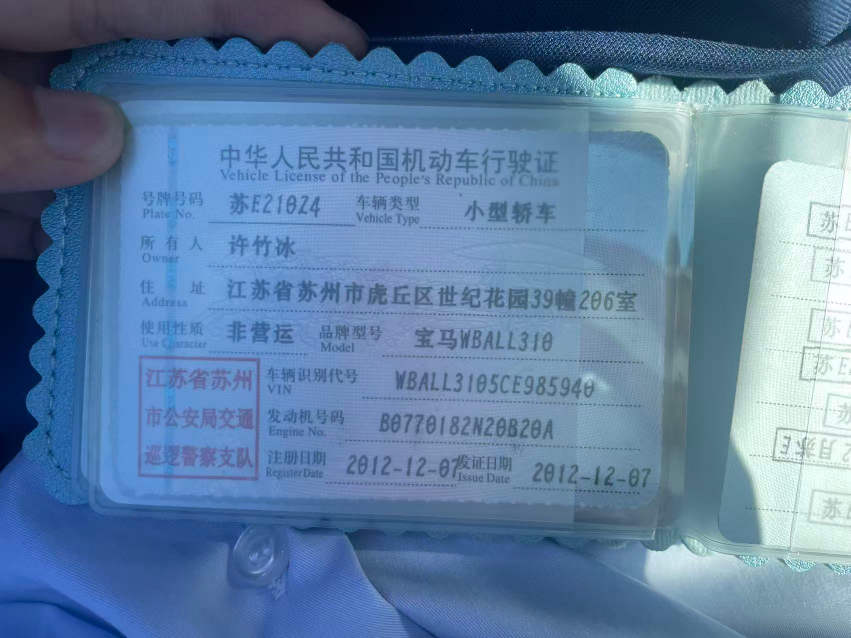 中华人民共和国机动车行驶证
Vehicle License of the People's Republic of China
号牌号码 苏E21024 车辆类型 小型轿车
Plate No. Vehicle Type
所有人 许竹冰
Owner
住址 江苏省苏州市虎丘区世纪花园39幢206室
Address
使用性质 非营运 品牌型号 宝马WBALL310
Use Character Model
江苏省苏州
市公安局交通
巡逻警察支队
车辆识别代号 WBALL3105CE985940
VIN
发动机号码 B0770182N20B20A
Engine No.
注册日期 2012-12-07 发证日期 2012-12-07
Register Date Issue Date